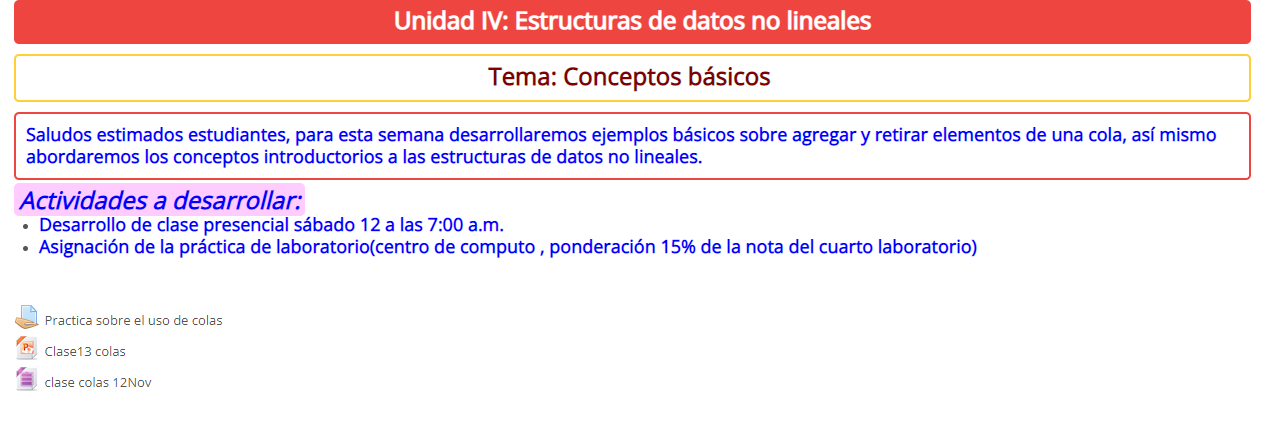 Unidad IV: Estructuras de datos no lineales
Tema: Conceptos básicos
Saludos estimados estudiantes, para esta semana desarrollaremos ejemplos básicos sobre agregar y retirar elementos de una cola, así mismo
abordaremos los conceptos introductorios a las estructuras de datos no lineales.
Actividades a desarrollar:
Desarrollo de clase presencial sábado 12 a las 7:00 a.m.
Asignación de la práctica de laboratorio(centro de computo , ponderación 15% de la nota del cuarto laboratorio)
Practica sobre el uso de colas
Clase13 colas
clase colas 12Nov